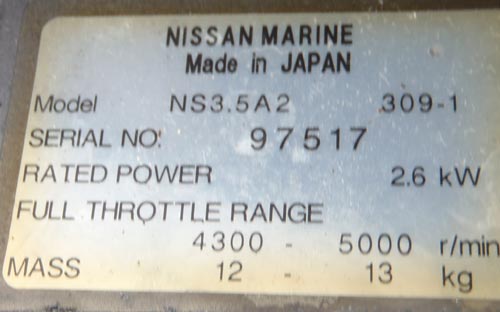 NISSAN MARINE
Made in JAPAN
Model NS3.5A2 309-1
SERIAL NO: 97517
RATED POWER 2.6 kW
FULL THROTTLE RANGE
4300 - 5000 r/min
MASS 12 - 13 kg